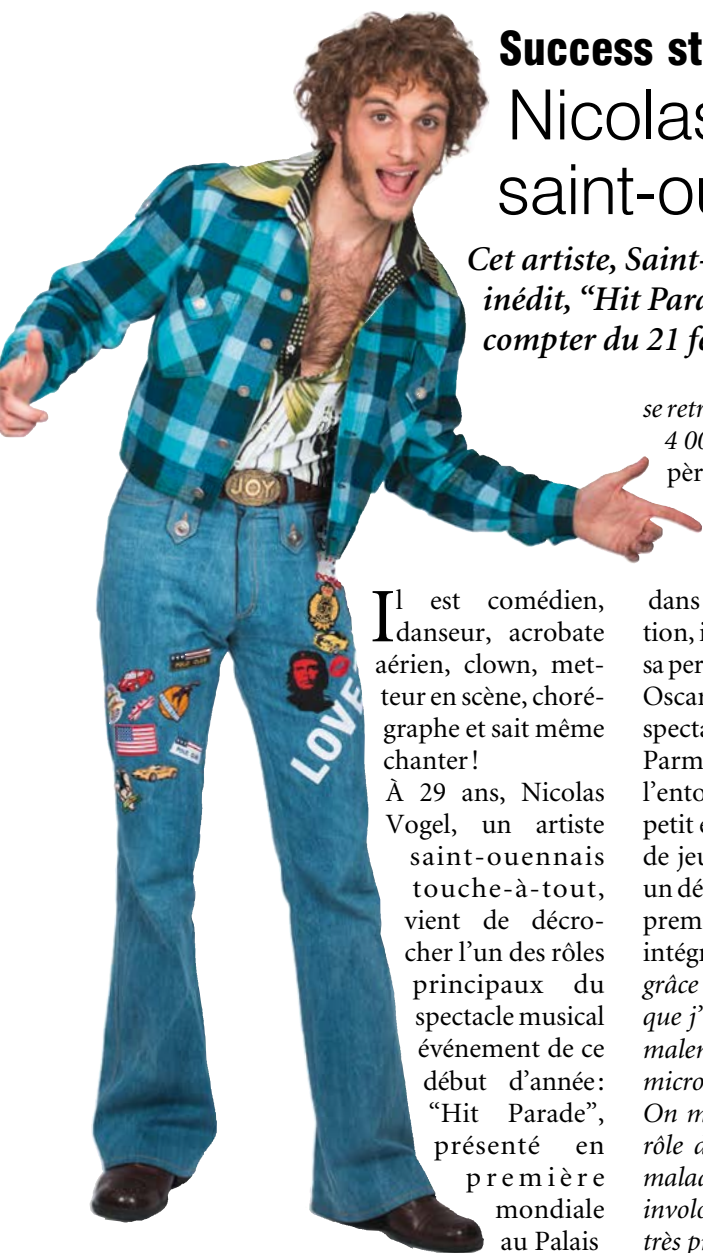 Success st
Nicolas
saint-ou
Cet artiste, Saint-
inédit, “Hit Para
compter du 21 fé
se retr
4 00
pèr
Il est comédien,
danseur, acrobate
aérien, clown, met-
teur en scène, choré-
graphe et sait même
chanter !
À 29 ans, Nicolas
Vogel, un artiste
saint-ouennais
touche-à-tout,
vient de décro-
cher l’un des rôles
principaux du
spectacle musical
événement de ce
début d’année:
“Hit Parade”,
présenté en
première
mondiale
au Palais
dans
tion, i
sa per
Oscar
specta
Parm
l’ento
petit e
de jeu
un dé
prem
intégr
grâce
que j’
malen
micro
On m
rôle d
malad
involo
très pr
JOY
LOVE